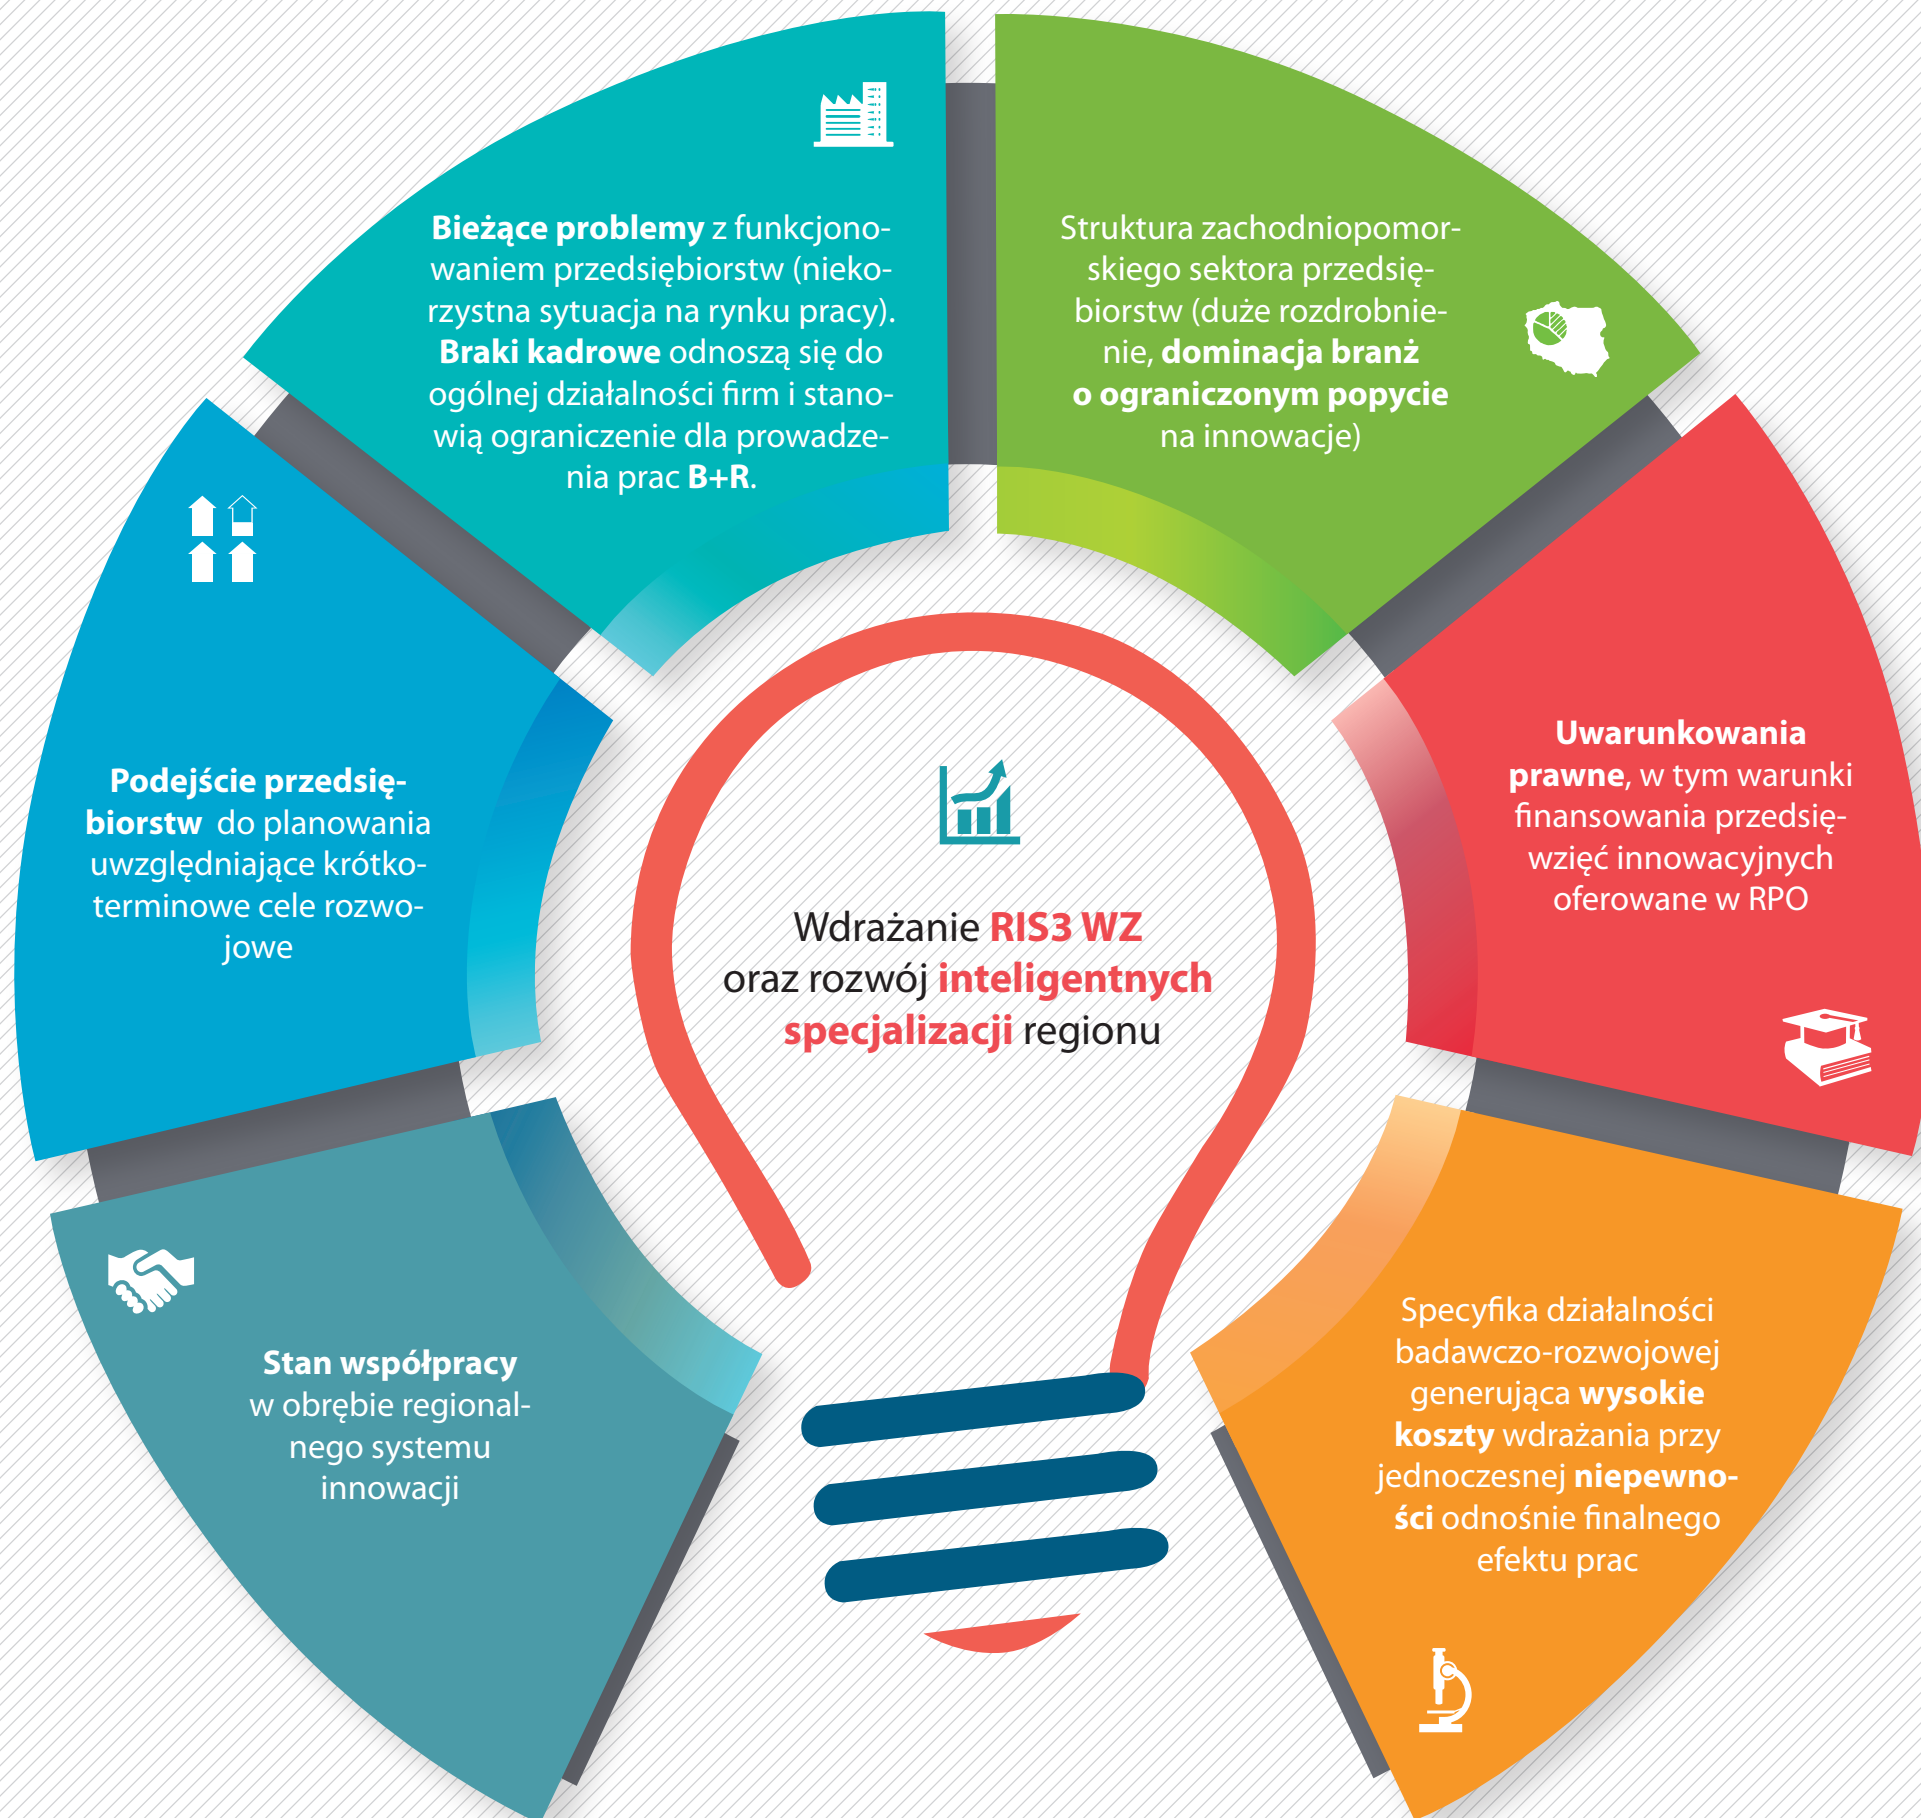 Bieżące problemy z funkcjono-
waniem przedsiębiorstw (nieko-
rzystna sytuacja na rynku pracy).
Braki kadrowe odnoszą się do
ogólnej działalności firm i stano-
wią ograniczenie dla prowadze-
nia prac B+R.
Struktura zachodniopomor-
skiego sektora przedsię-
biorstw (duże rozdrobnie-
nie, dominacja branż
o ograniczonym popycie
na innowacje)
Uwarunkowania
prawne, w tym warunki
finansowania przedsię-
wzięć innowacyjnych
oferowane w RPO
Specyfika działalności
badawczo-rozwojowej
generująca wysokie
koszty wdrażania przy
jednoczesnej niepewno-
ści odnośnie finalnego
efektu prac
Podejście przedsię-
biorstw do planowania
uwzględniające krótko-
terminowe cele rozwo-
jowe
Stan współpracy
w obrębie regional-
nego systemu
innowacji
Wdrażanie RIS3 WZ
oraz rozwój inteligentnych
specjalizacji regionu